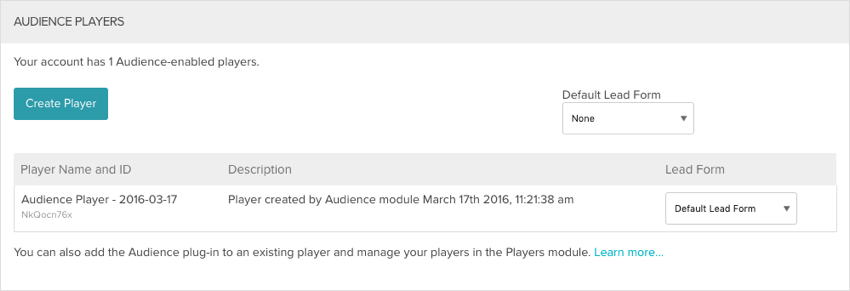 AUDIENCE PLAYERS
Your account has 1 Audience-enabled players.
Create Player
Default Lead Form
None
Player Name and ID Description Lead Form
Audience Player - 2016-03-17 Player created by Audience module March 17th 2016, 11:21:38 am Default Lead Form
NkQocn76x
You can also add the Audience plug-in to an existing player and manage your players in the Players module. Learn more...